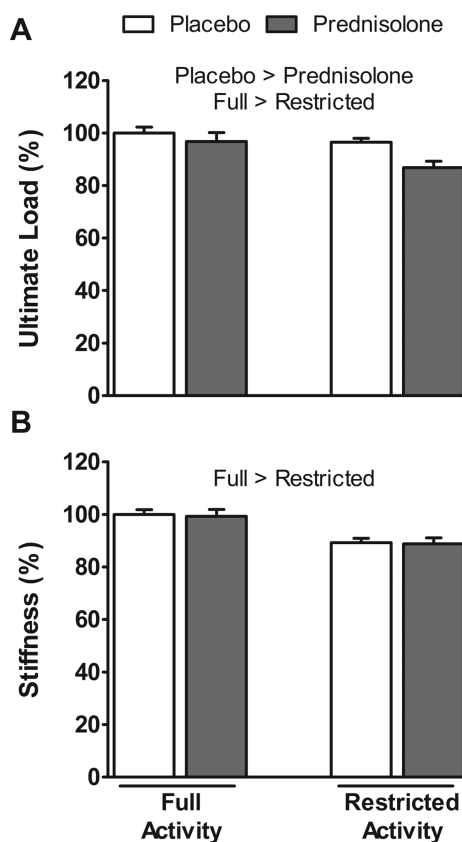 A
Placebo Prednisolone
Placebo > Prednisolone
Full > Restricted
Ultimate Load (%)
120
100
80
60
40
20
0
B
Full > Restricted
Stiffness (%)
120
100
80
60
40
20
0
Full Restricted
Activity Activity